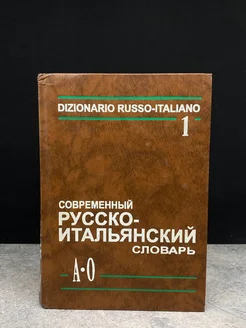 DIZIONARIO RUSSO-ITALIANO
1
СОВРЕМЕННЫЙ
РУССКО-
ИТАЛЬЯНСКИЙ
СЛОВАРЬ
А•О